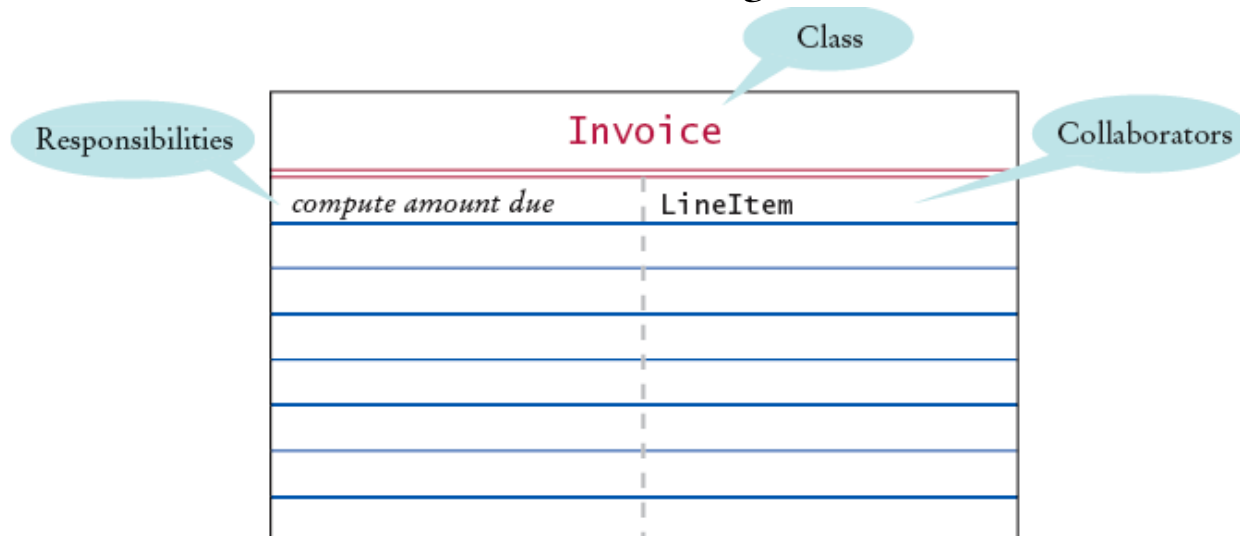 Class
Invoice
Responsibilities
Collaborators
compute amount due
LineItem